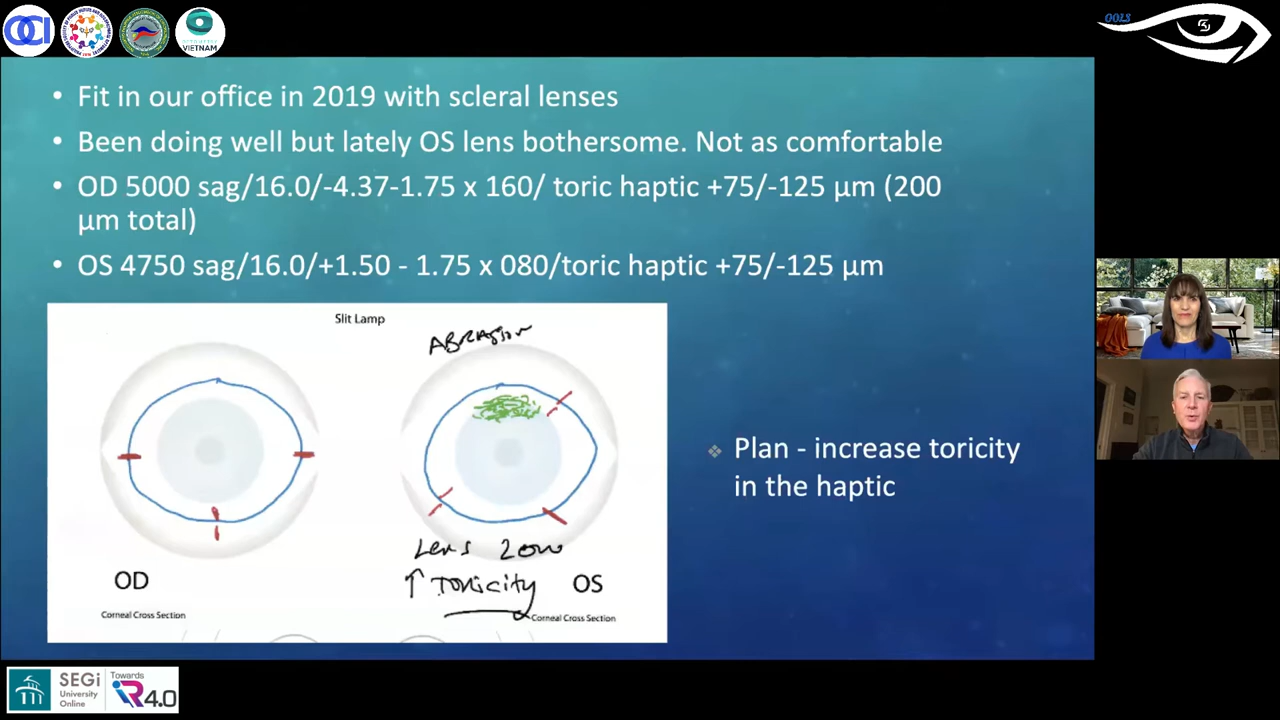 OCI
VIETNAM
OOLS
• Fit in our office in 2019 with scleral lenses
• Been doing well but lately OS lens bothersome. Not as comfortable
• OD 5000 sag/16.0/-4.37-1.75 x 160/ toric haptic +75/-125 µm (200
µm total)
• OS 4750 sag/16.0/+1.50 - 1.75 x 080/toric haptic +75/-125 µm
Slit Lamp
ABRASION
Lens
↑ Toricity
OD
OS
Corneal Cross Section
Corneal Cross Section
❖ Plan - increase toricity
in the haptic
SEGi
University
Online
Towards
R4.0